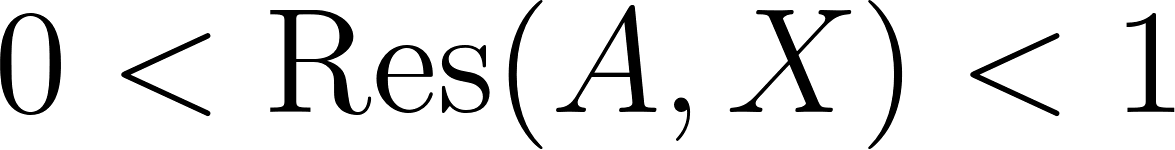 0 < Res(A, X) < 1